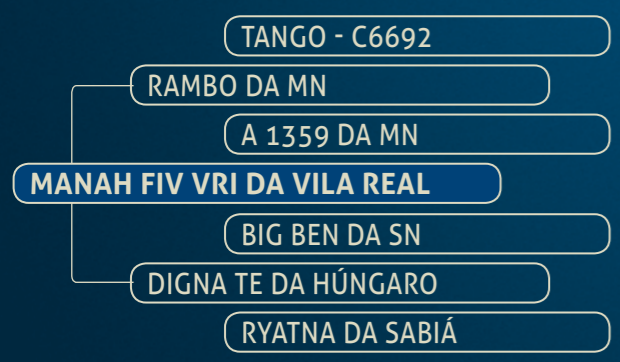 TANGO - C6692
RAMBO DA MN
A 1359 DA MN
MANAH FIV VRI DA VILA REAL
BIG BEN DA SN
DIGNA TE DA HÚNGARO
RYATNA DA SABIÁ